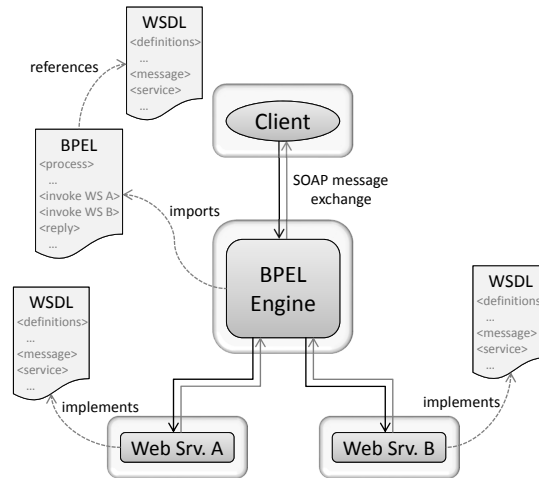 WSDL
<definitions>
...
<message>
<service>
...
references
BPEL
<process>
...
<invoke WS A>
<invoke WS B>
<reply>
...
Client
SOAP message
exchange
imports
BPEL
Engine
WSDL
<definitions>
...
<message>
<service>
...
implements
Web Srv. A
WSDL
<definitions>
...
<message>
<service>
...
implements
Web Srv. B